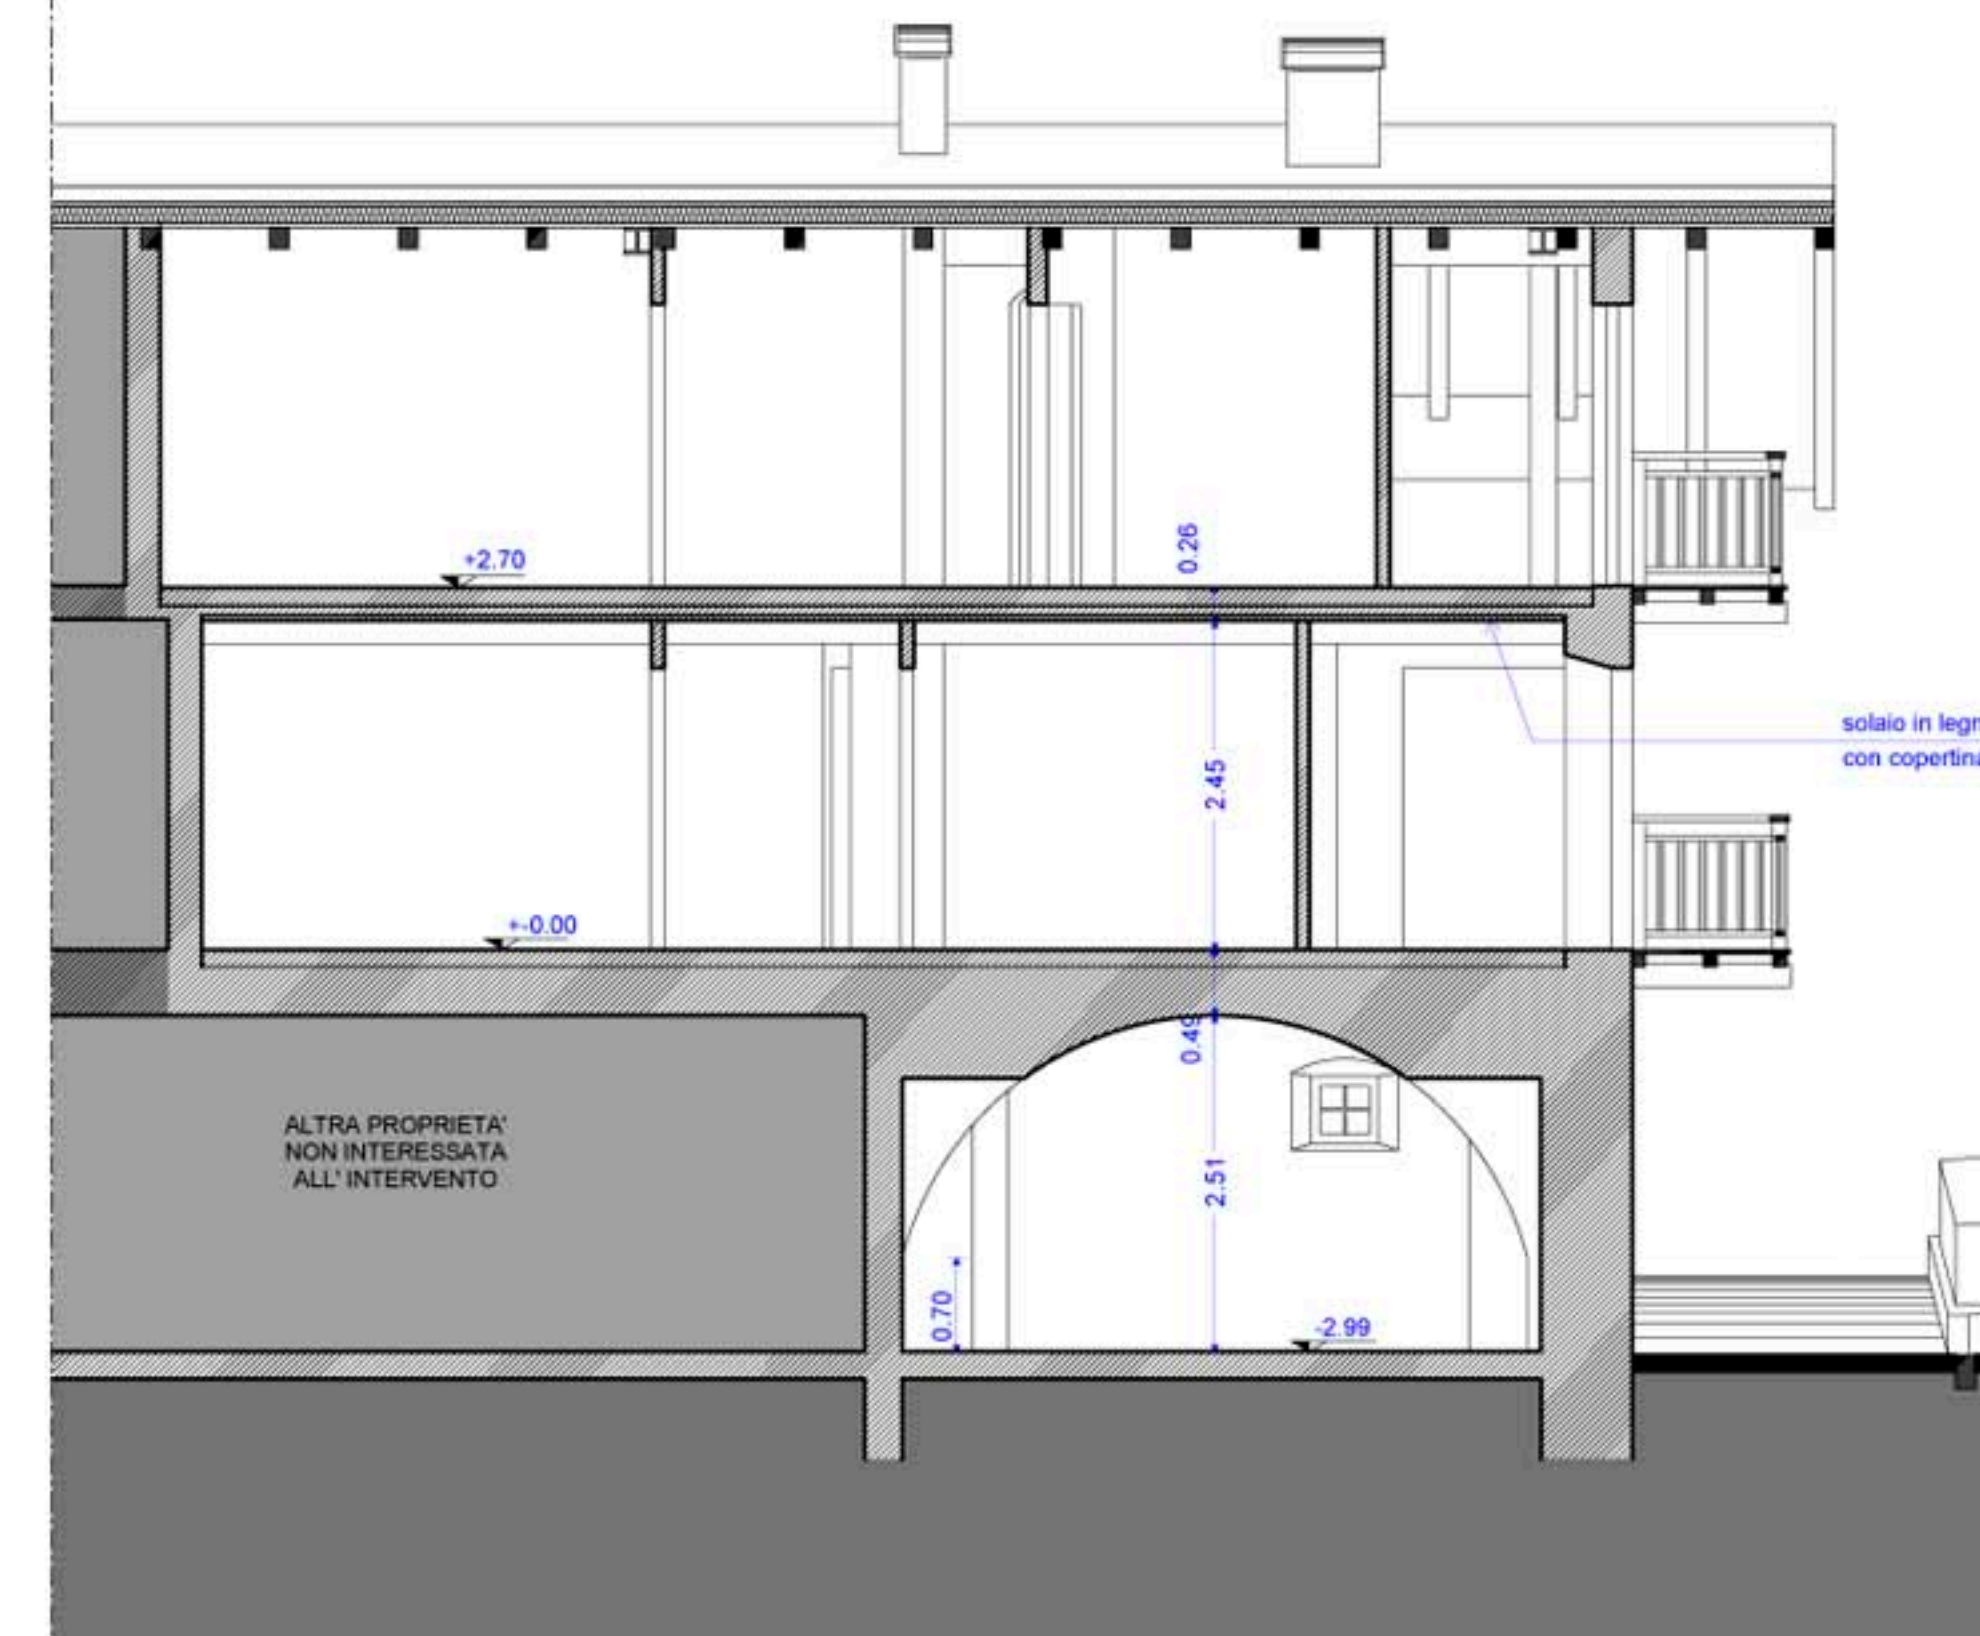 +2.70
0.26
solaio in legn
con copertina
2.45
+-0.00
0.49
ALTRA PROPRIETA'
NON INTERESSATA
ALL' INTERVENTO
2.51
0.70
-2.99